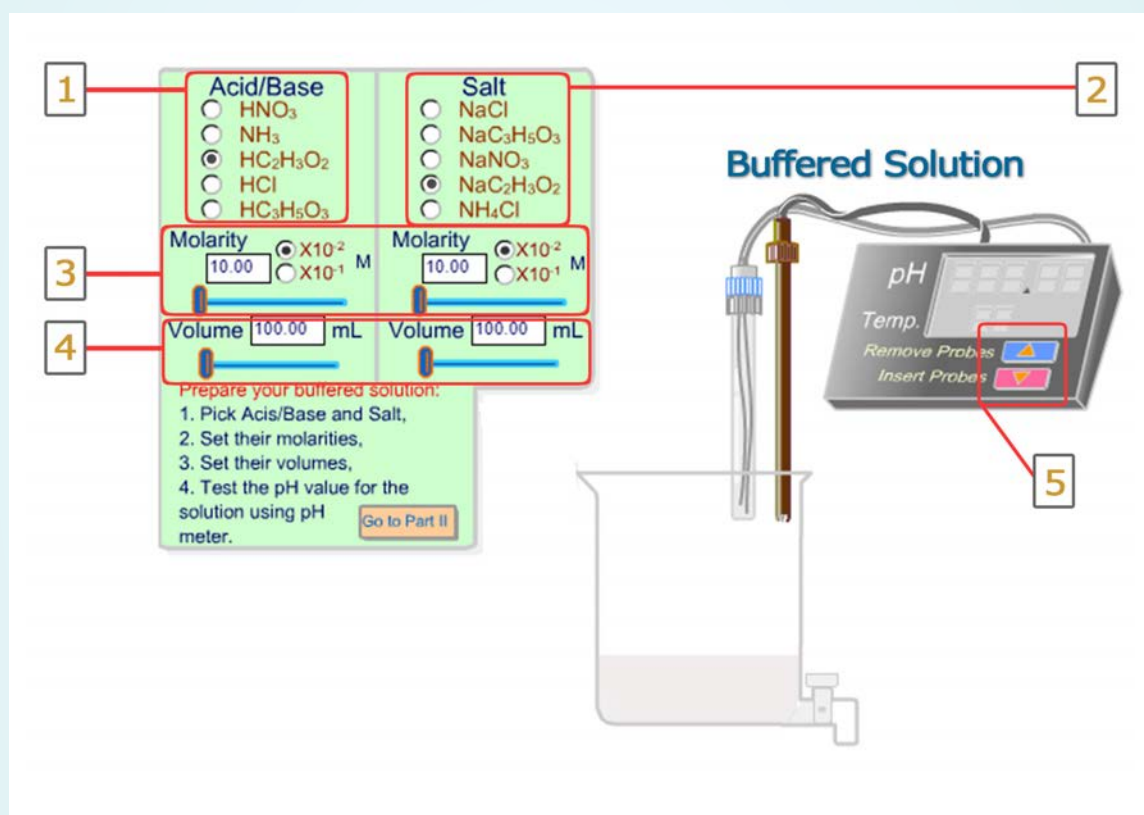 1
2
Acid/Base
HNO₃
NH₃
HC₂H₃O₂
HCl
HC₃H₅O₃
Salt
NaCl
NaC₃H₅O₃
NaNO₃
NaC₂H₃O₂
NH₄Cl
3
Molarity
10.00
X10⁻²
X10⁻¹
M
Molarity
10.00
X10⁻²
X10⁻¹
M
4
Volume 100.00 mL
Volume 100.00 mL
Prepare your buffered solution:
1. Pick Acis/Base and Salt,
2. Set their molarities,
3. Set their volumes,
4. Test the pH value for the
solution using pH
meter.
Go to Part II
Buffered Solution
pH
Temp.
Remove Probes
Insert Probes
5